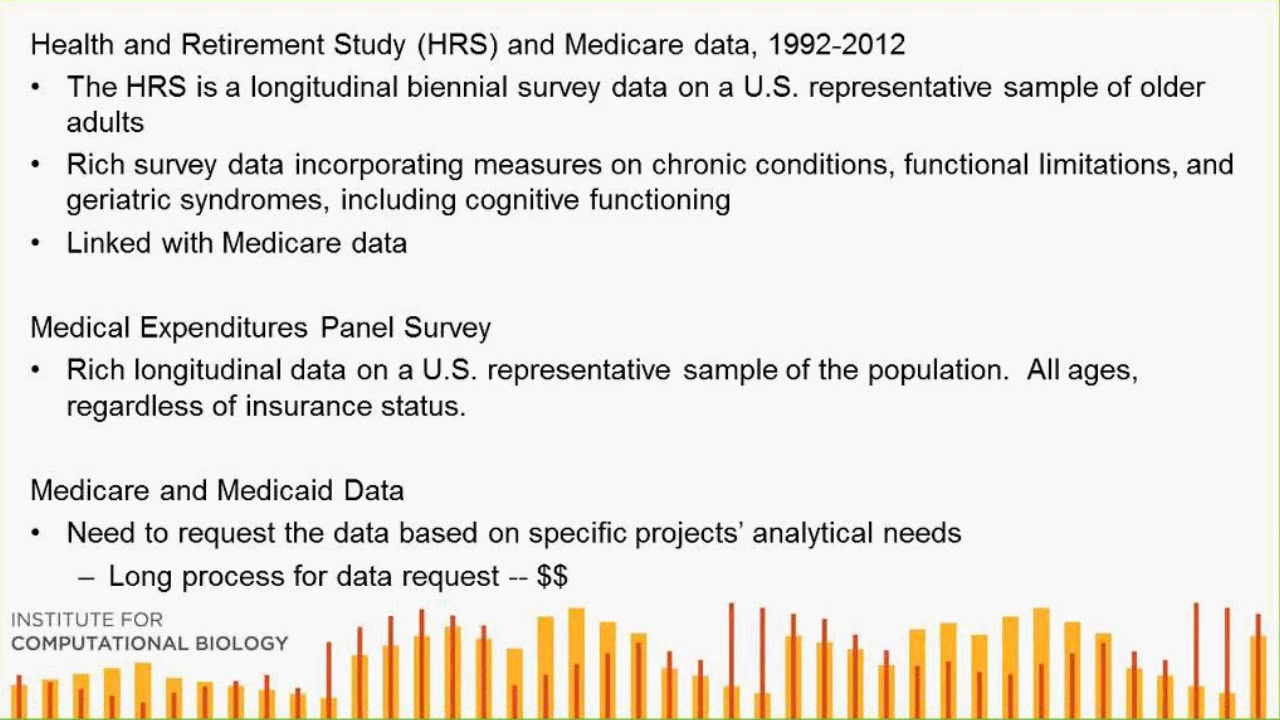 Health and Retirement Study (HRS) and Medicare data, 1992-2012
• The HRS is a longitudinal biennial survey data on a U.S. representative sample of older
adults
• Rich survey data incorporating measures on chronic conditions, functional limitations, and
geriatric syndromes, including cognitive functioning
• Linked with Medicare data
Medical Expenditures Panel Survey
• Rich longitudinal data on a U.S. representative sample of the population. All ages,
regardless of insurance status.
Medicare and Medicaid Data
• Need to request the data based on specific projects’ analytical needs
– Long process for data request -- $$
INSTITUTE FOR
COMPUTATIONAL BIOLOGY